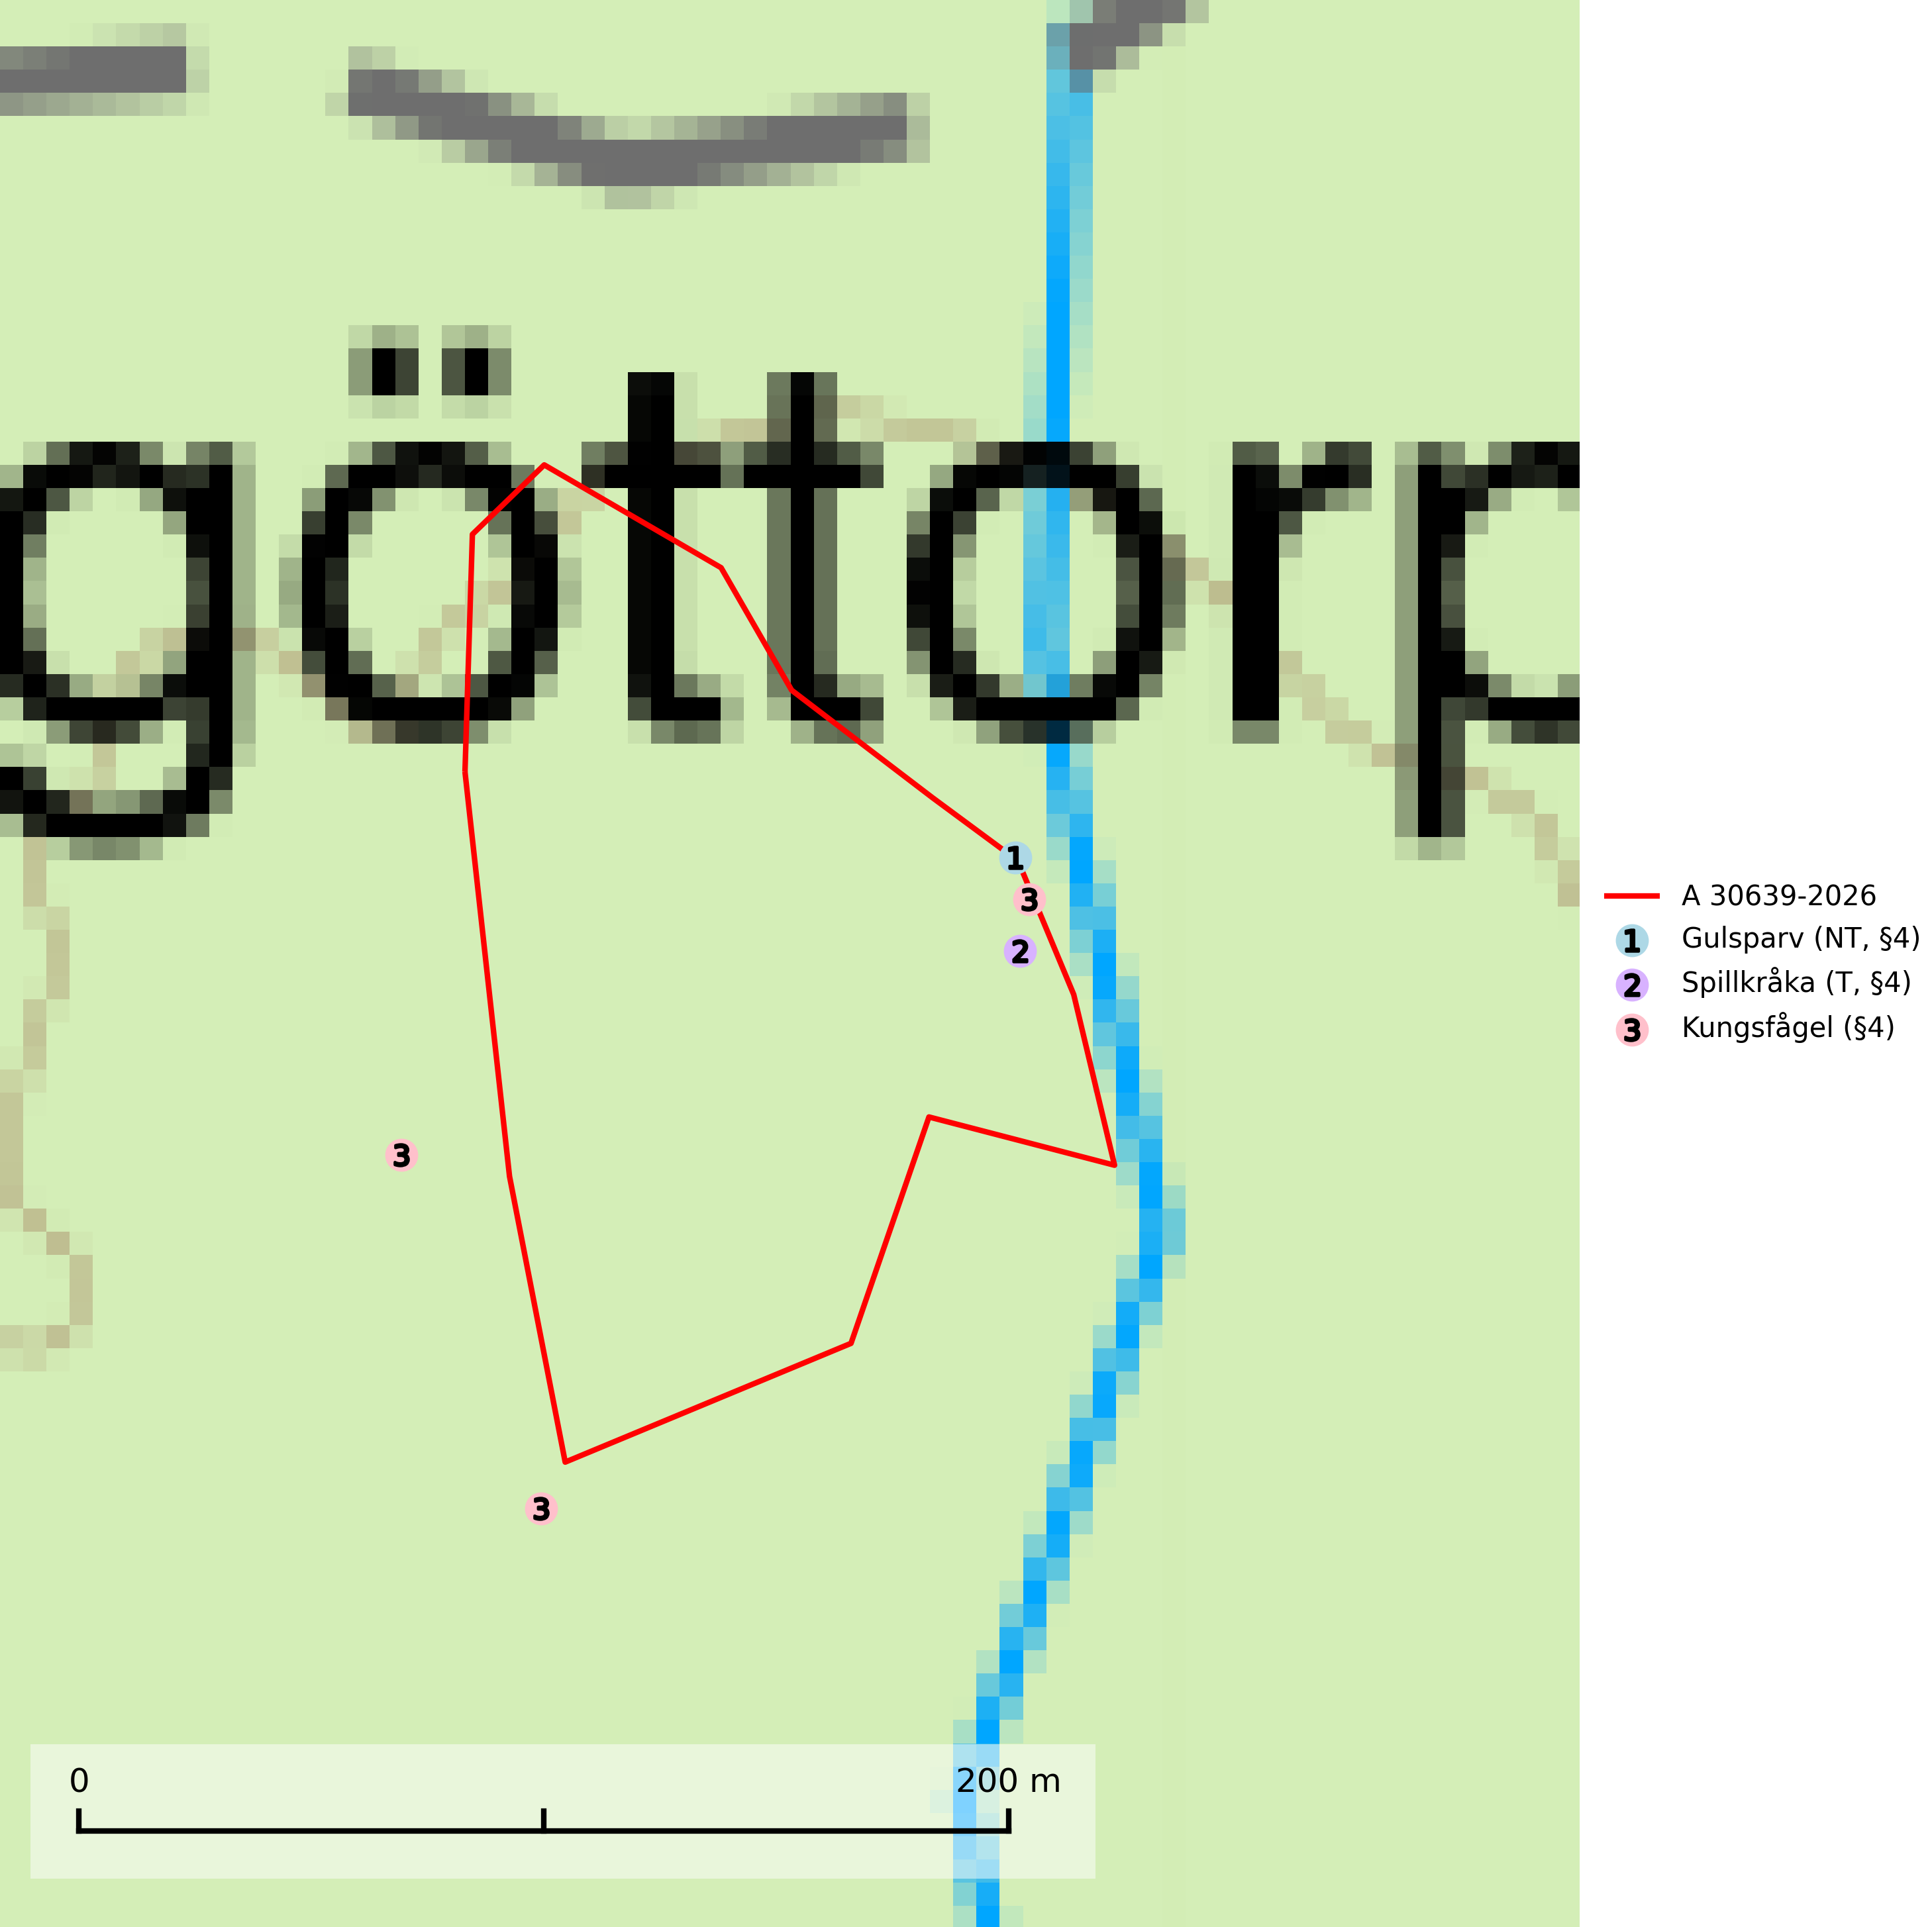 götto
1
3
2
3
3
0 200 m
A 30639-2026
1 Gulsparv (NT, §4)
2 Spillkråka (T, §4)
3 Kungsfågel (§4)